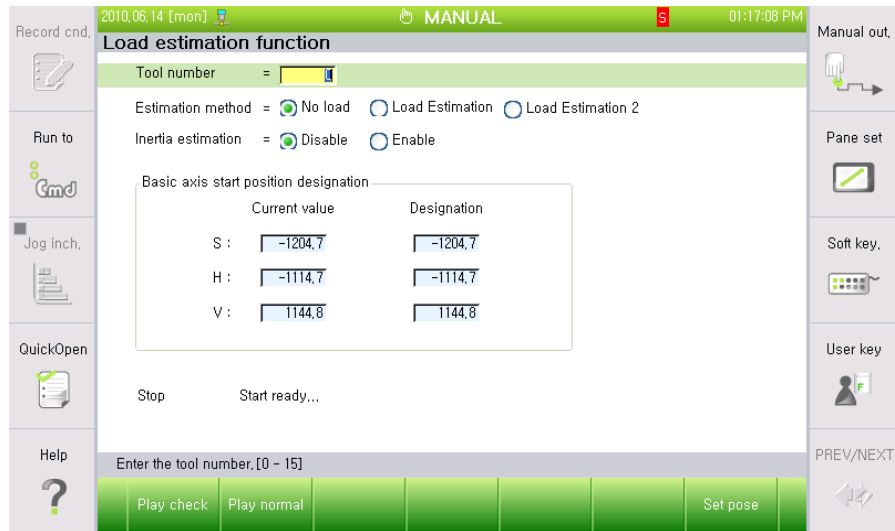 2010,06,14 [mon] MANUAL S 01:17:08 PM
Load estimation function
Record cnd,
Run to
Cmd
Jog inch,
QuickOpen
Help
?
Tool number =
Estimation method = No load Load Estimation Load Estimation 2
Inertia estimation = Disable Enable
Basic axis start position designation
Current value Designation
S : -1204,7 -1204,7
H : -1114,7 -1114,7
V : 1144,8 1144,8
Stop Start ready...
Enter the tool number, [0 - 15]
Play check Play normal Set pose
Manual out,
Pane set
Soft key,
User key
F
PREV/NEXT